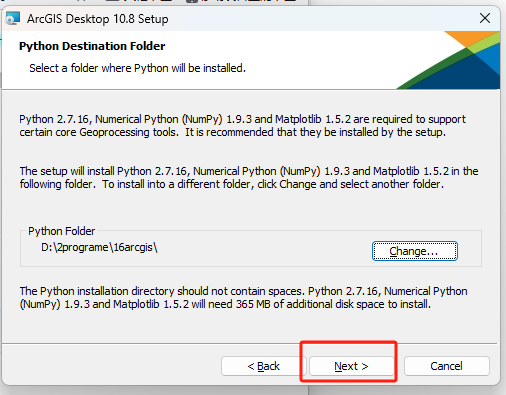 ArcGIS Desktop 10.8 Setup
Python Destination Folder
Select a folder where Python will be installed.
Python 2.7.16, Numerical Python (NumPy) 1.9.3 and Matplotlib 1.5.2 are required to support
certain core Geoprocessing tools.  It is recommended that they be installed by the setup.
The setup will install Python 2.7.16, Numerical Python (NumPy) 1.9.3 and Matplotlib 1.5.2 in the
following folder.  To install into a different folder, click Change and select another folder.
Python Folder
D:\2programe\16arcgis\
Change...
The Python installation directory should not contain spaces. Python 2.7.16, Numerical Python
(NumPy) 1.9.3 and Matplotlib 1.5.2 will need 365 MB of additional disk space to install.
< Back
Next >
Cancel